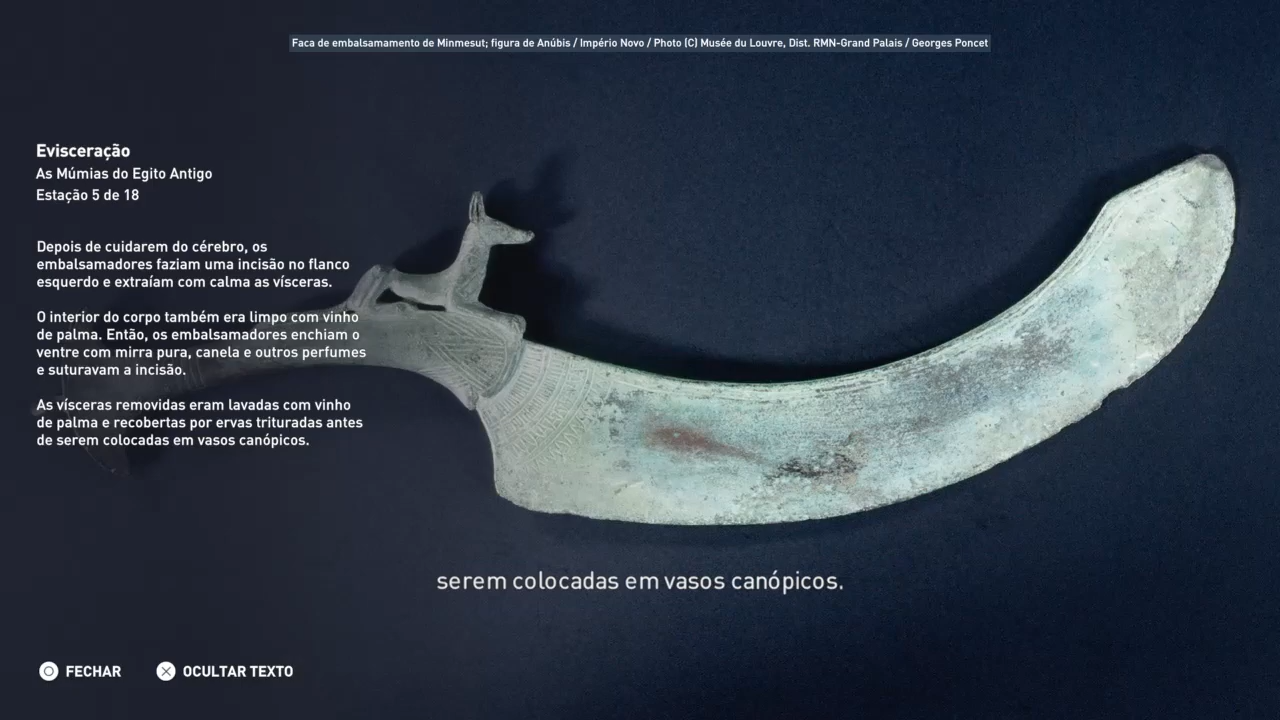 Faca de embalsamamento de Minmesut; figura de Anúbis / Império Novo / Photo (C) Musée du Louvre, Dist. RMN-Grand Palais / Georges Poncet
Evisceração
As Múmias do Egito Antigo
Estação 5 de 18
Depois de cuidarem do cérebro, os
embalsamadores faziam uma incisão no flanco
esquerdo e extraíam com calma as vísceras.
O interior do corpo também era limpo com vinho
de palma. Então, os embalsamadores enchiam o
ventre com mirra pura, canela e outros perfumes
e suturavam a incisão.
As vísceras removidas eram lavadas com vinho
de palma e recobertas por ervas trituradas antes
de serem colocadas em vasos canópicos.
serem colocadas em vasos canópicos.
FECHAR
OCULTAR TEXTO